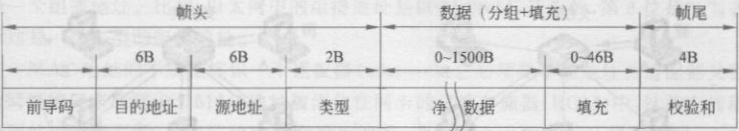 帧头 数据（分组+填充） 帧尾
6B 6B 2B 0~1500B 0~46B 4B
前导码 目的地址 源地址 类型 净 数据 填充 校验和